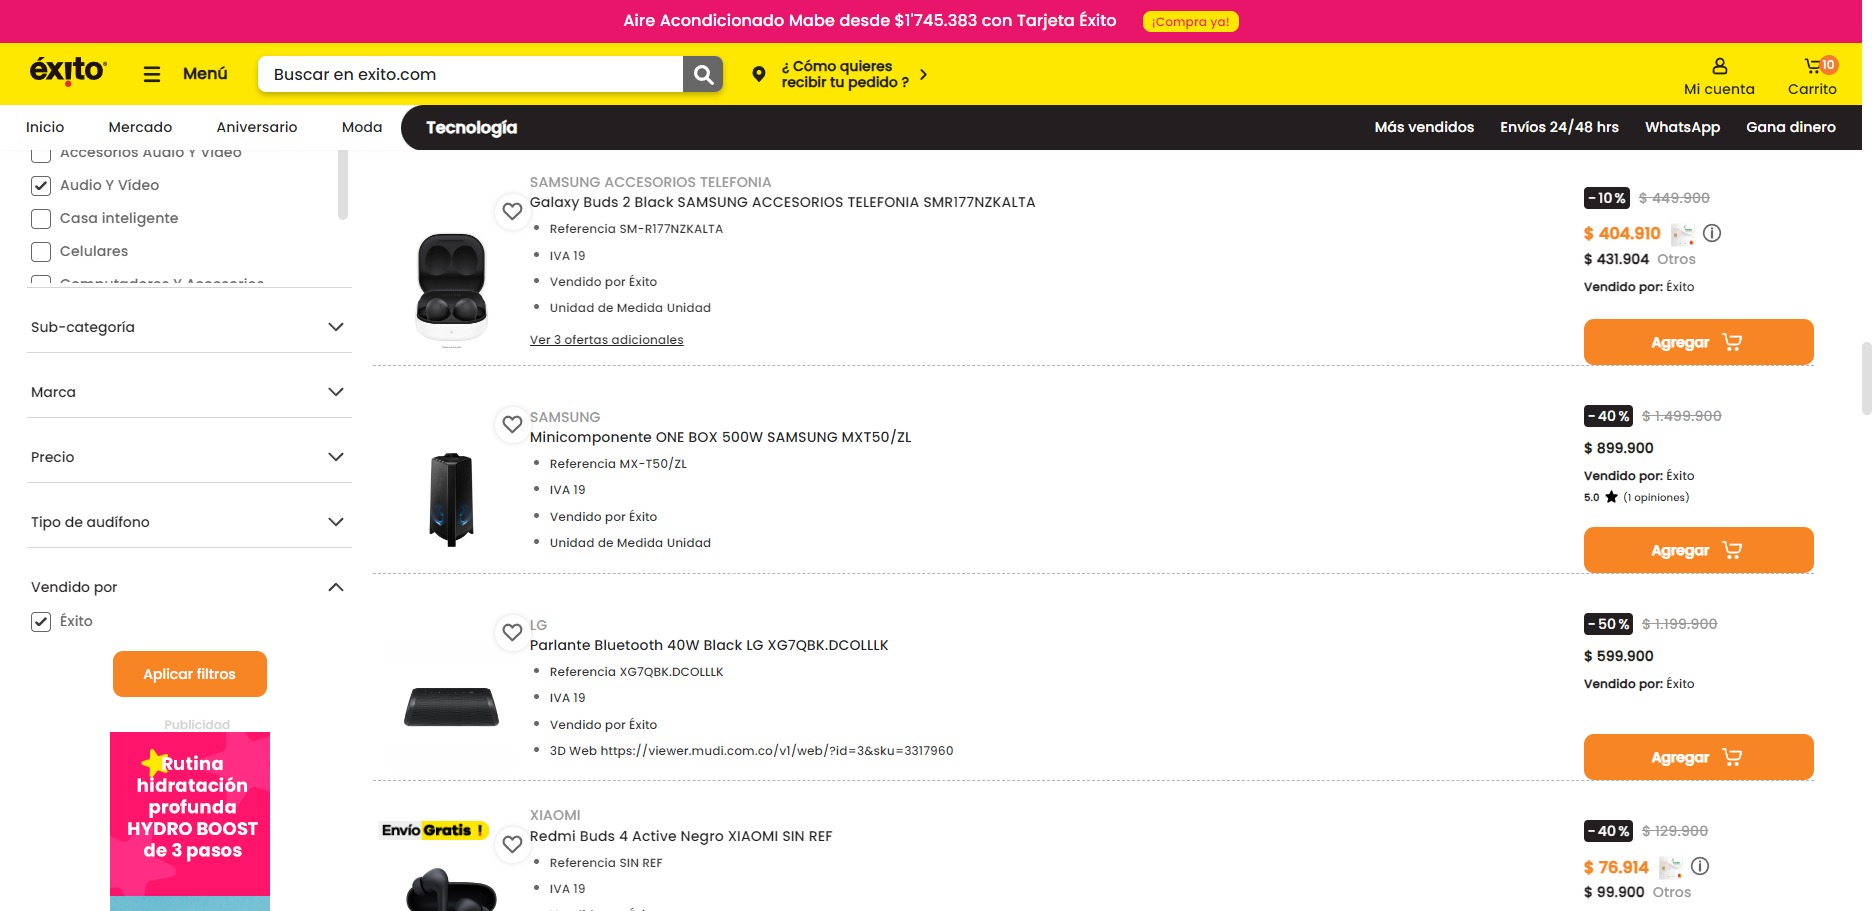 Aire Acondicionado Mabe desde $1'745.383 con Tarjeta Éxito ¡Compra ya!
éxito
Menú
Buscar en exito.com
¿ Cómo quieres
recibir tu pedido ?
Mi cuenta
10
Carrito
Inicio Mercado Aniversario Moda Tecnología Más vendidos Envíos 24/48 hrs WhatsApp Gana dinero
Accesorios Audio Y Vídeo
Audio Y Vídeo
Casa inteligente
Celulares
Computadores Y Accesorios
Sub-categoría
Marca
Precio
Tipo de audífono
Vendido por
Éxito
Aplicar filtros
Publicidad
Rutina
hidratación
profunda
HYDRO BOOST
de 3 pasos
SAMSUNG ACCESORIOS TELEFONIA
Galaxy Buds 2 Black SAMSUNG ACCESORIOS TELEFONIA SMR177NZKALTA
Referencia SM-R177NZKALTA
IVA 19
Vendido por Éxito
Unidad de Medida Unidad
Ver 3 ofertas adicionales
-10% $ 449.900
$ 404.910
$ 431.904 Otros
Vendido por: Éxito
Agregar
SAMSUNG
Minicomponente ONE BOX 500W SAMSUNG MXT50/ZL
Referencia MX-T50/ZL
IVA 19
Vendido por Éxito
Unidad de Medida Unidad
-40% $ 1.499.900
$ 899.900
Vendido por: Éxito
5.0 (1 opiniones)
Agregar
LG
Parlante Bluetooth 40W Black LG XG7QBK.DCOLLLK
Referencia XG7QBK.DCOLLLK
IVA 19
Vendido por Éxito
3D Web https://viewer.mudi.com.co/v1/web/?id=3&sku=3317960
-50% $ 1.199.900
$ 599.900
Vendido por: Éxito
Agregar
Envío Gratis !
XIAOMI
Redmi Buds 4 Active Negro XIAOMI SIN REF
Referencia SIN REF
IVA 19
-40% $ 129.900
$ 76.914
$ 99.900 Otros